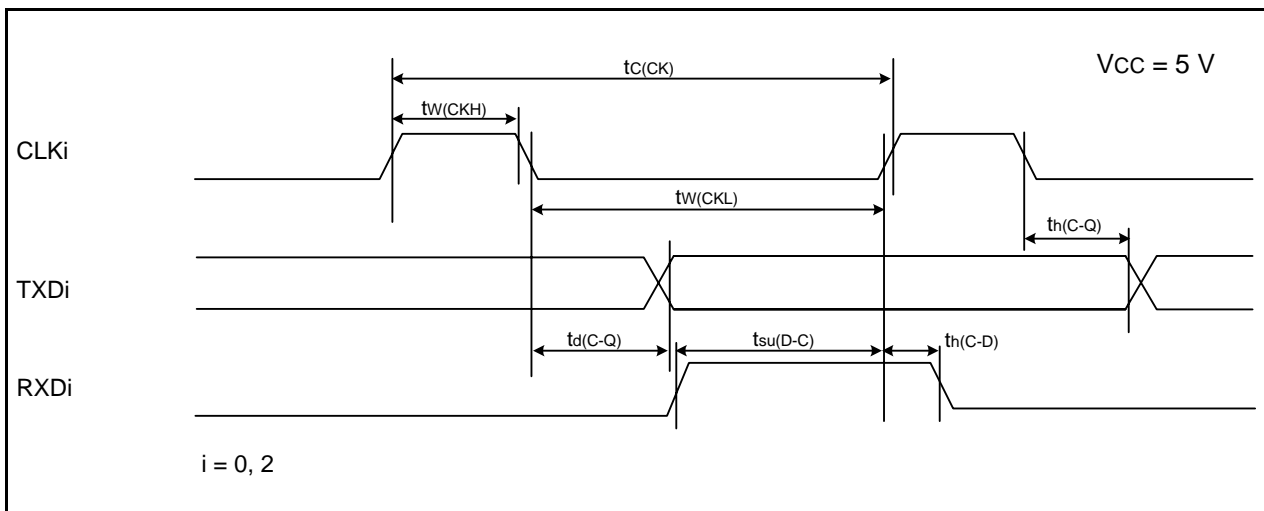 VCC = 5 V
tC(CK)
tW(CKH)
CLKi
tW(CKL)
th(C-Q)
TXDi
td(C-Q)
tsu(D-C)
th(C-D)
RXDi
i = 0, 2